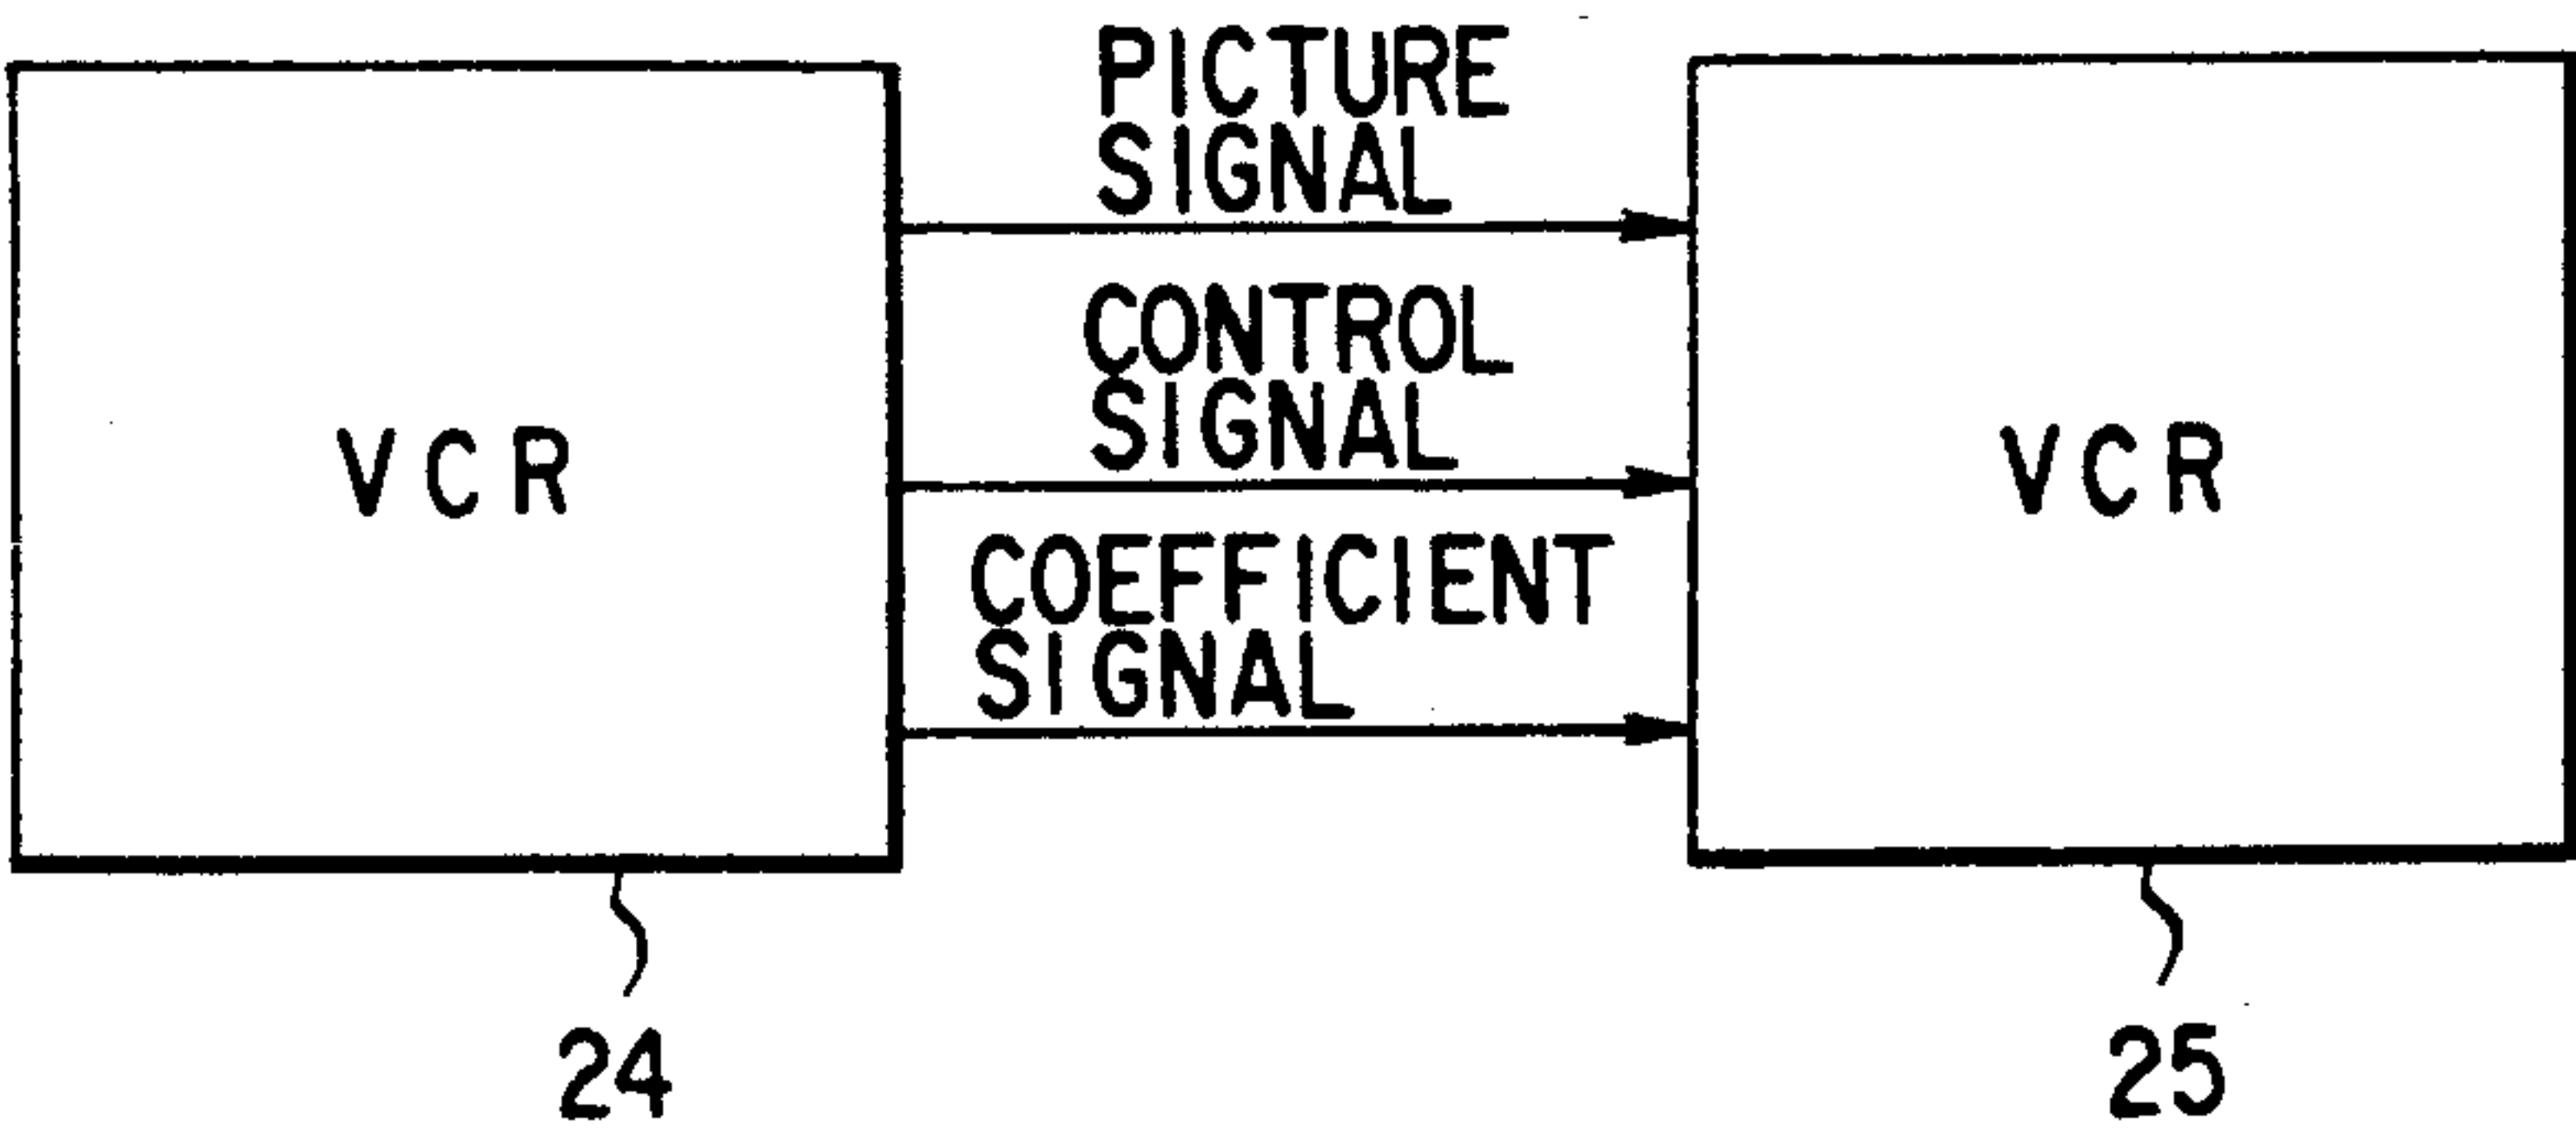 PICTURE
SIGNAL
CONTROL
SIGNAL
VCR
VCR
COEFFICIENT
SIGNAL
24
25